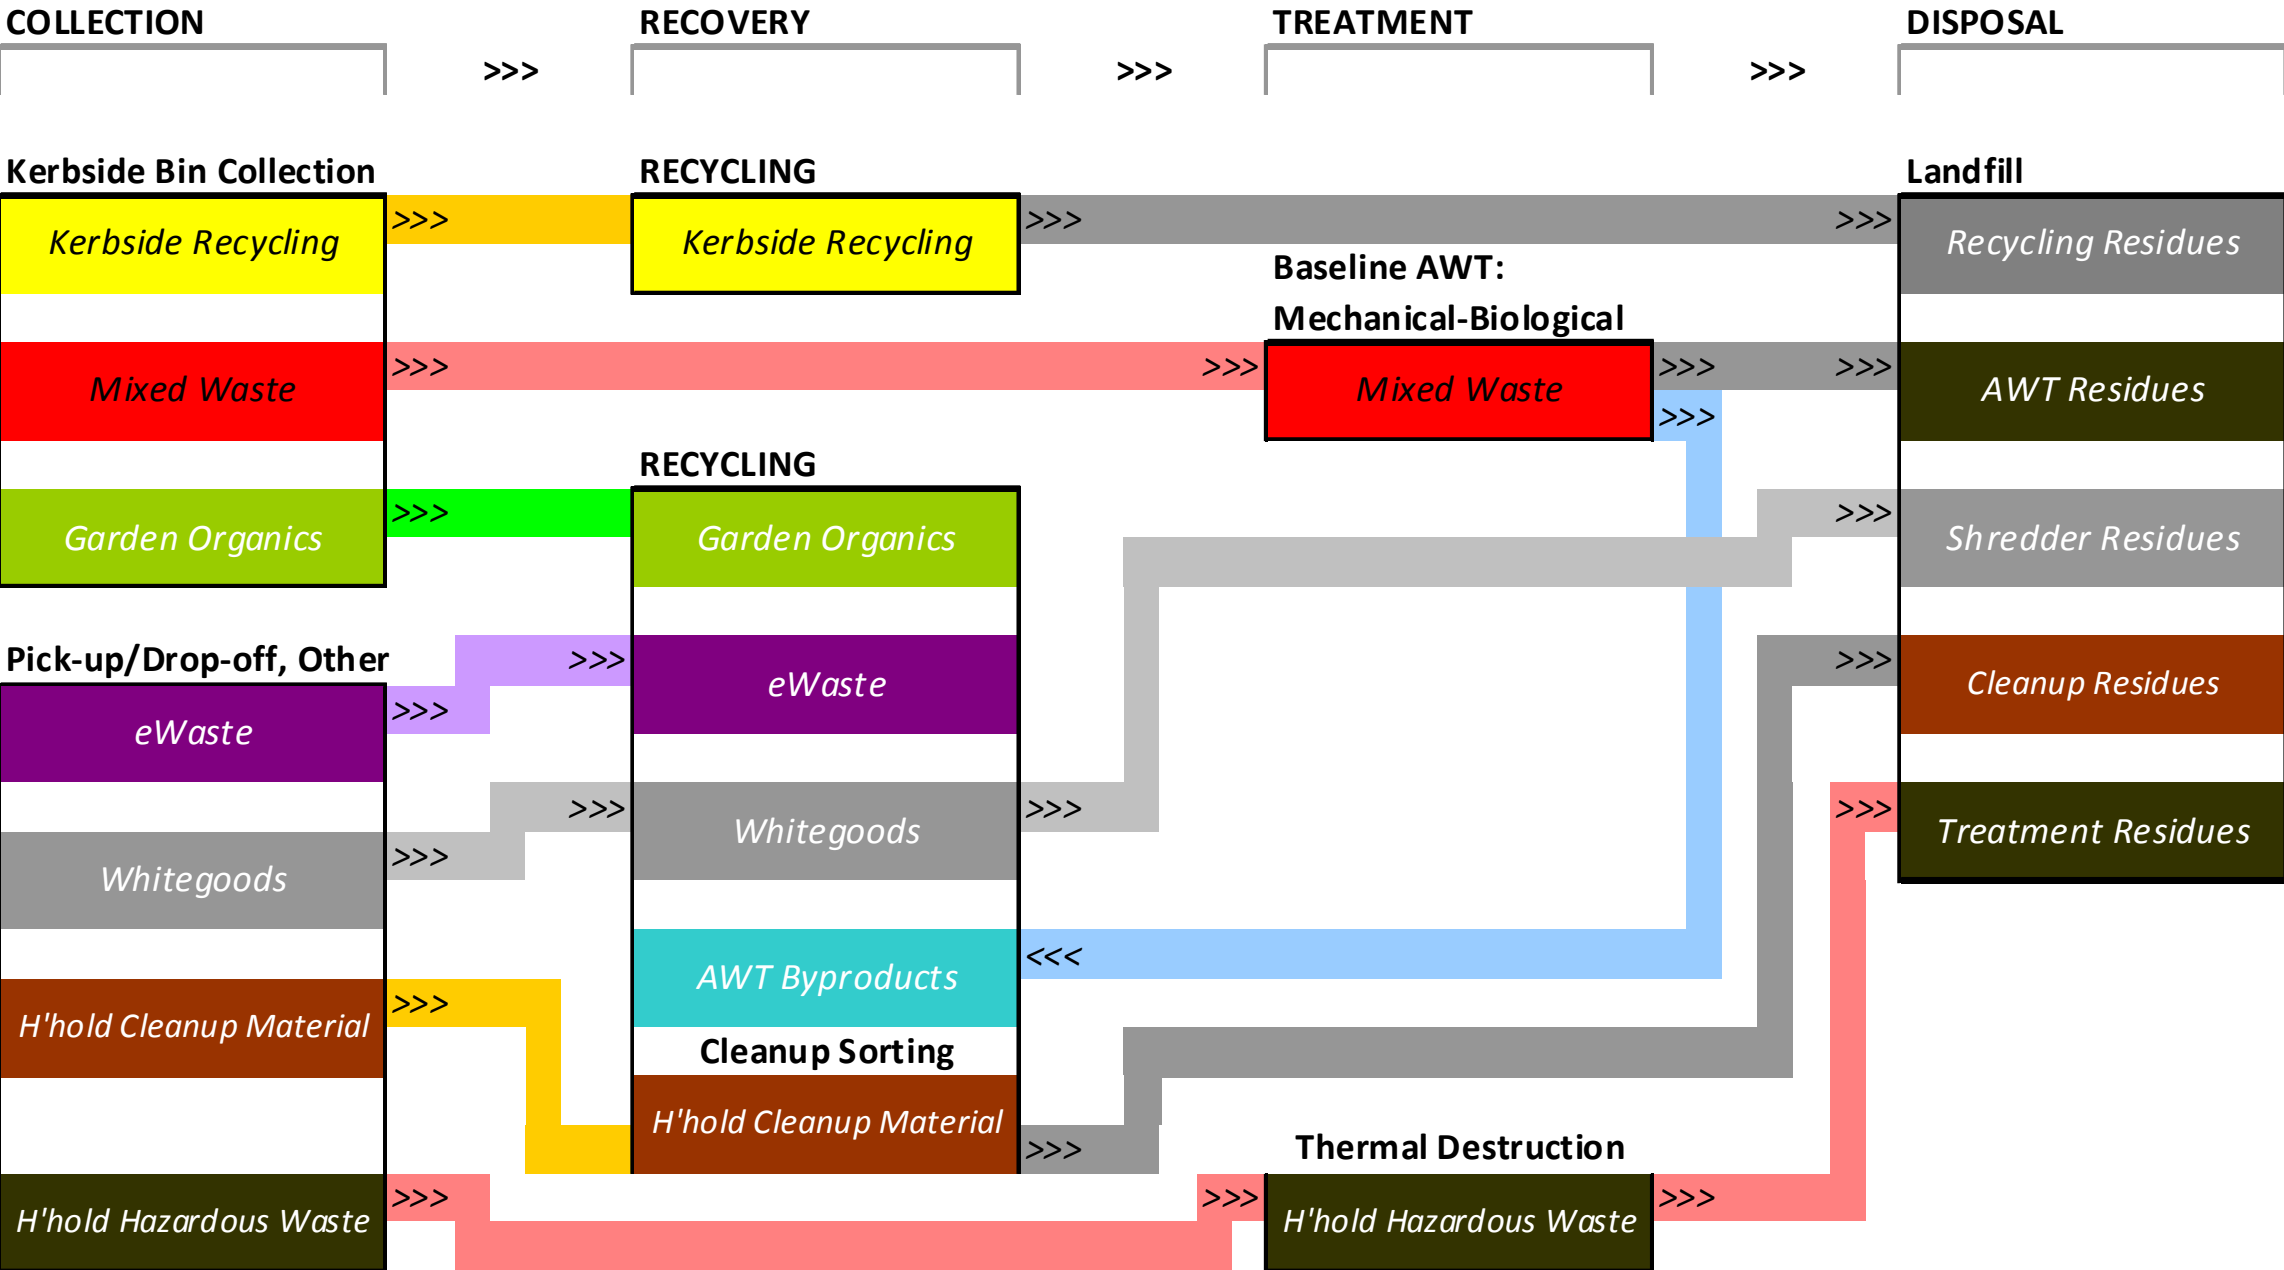 COLLECTION
RECOVERY
TREATMENT
DISPOSAL
>>>
>>>
>>>
Kerbside Bin Collection
RECYCLING
Landfill
Kerbside Recycling
>>>
Kerbside Recycling
>>>
>>>
Recycling Residues
Baseline AWT:
Mechanical-Biological
Mixed Waste
>>>
>>>
Mixed Waste
>>>
>>>
AWT Residues
>>>
RECYCLING
Garden Organics
>>>
Garden Organics
>>>
Shredder Residues
Pick-up/Drop-off, Other
>>>
eWaste
>>>
Cleanup Residues
eWaste
>>>
>>>
Whitegoods
>>>
>>>
Treatment Residues
Whitegoods
>>>
AWT Byproducts
<<<
H'hold Cleanup Material
>>>
Cleanup Sorting
H'hold Cleanup Material
>>>
Thermal Destruction
H'hold Hazardous Waste
>>>
>>>
H'hold Hazardous Waste
>>>